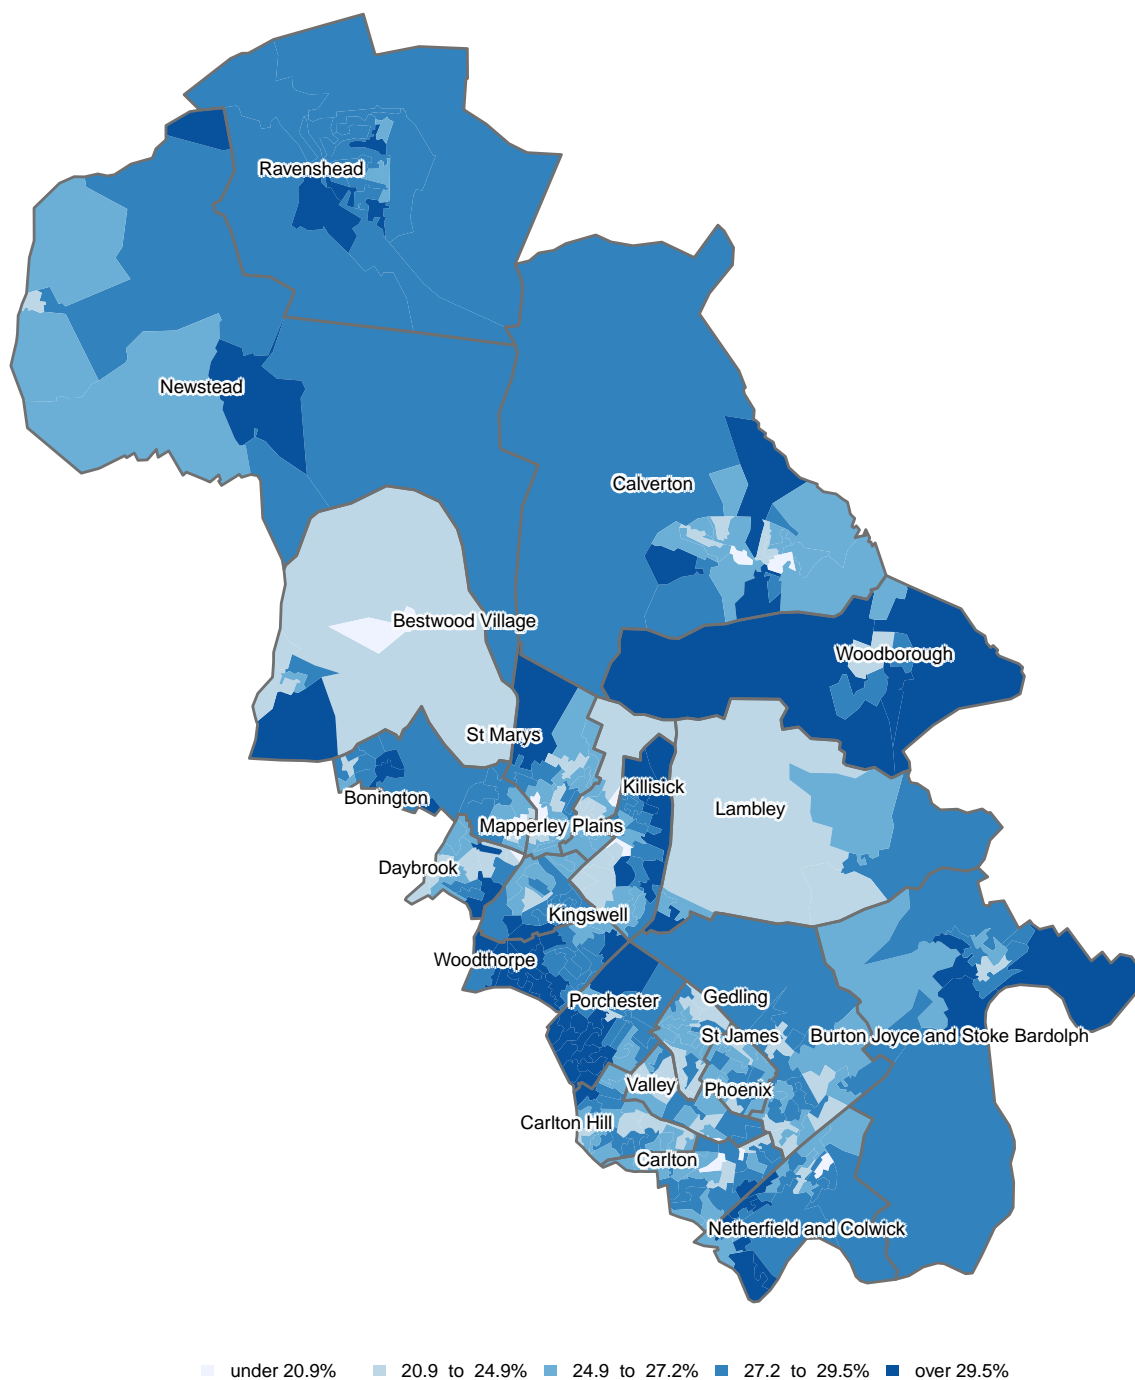 Ravenshead
Newstead
Calverton
Bestwood Village
Woodborough
St Marys
Killisick
Bonington
Lambley
Mapperley Plains
Daybrook
Kingswell
Woodthorpe
Porchester
Gedling
St James
Burton Joyce and Stoke Bardolph
Valley
Phoenix
Carlton Hill
Carlton
Netherfield and Colwick
under 20.9% 20.9 to 24.9% 24.9 to 27.2% 27.2 to 29.5% over 29.5%